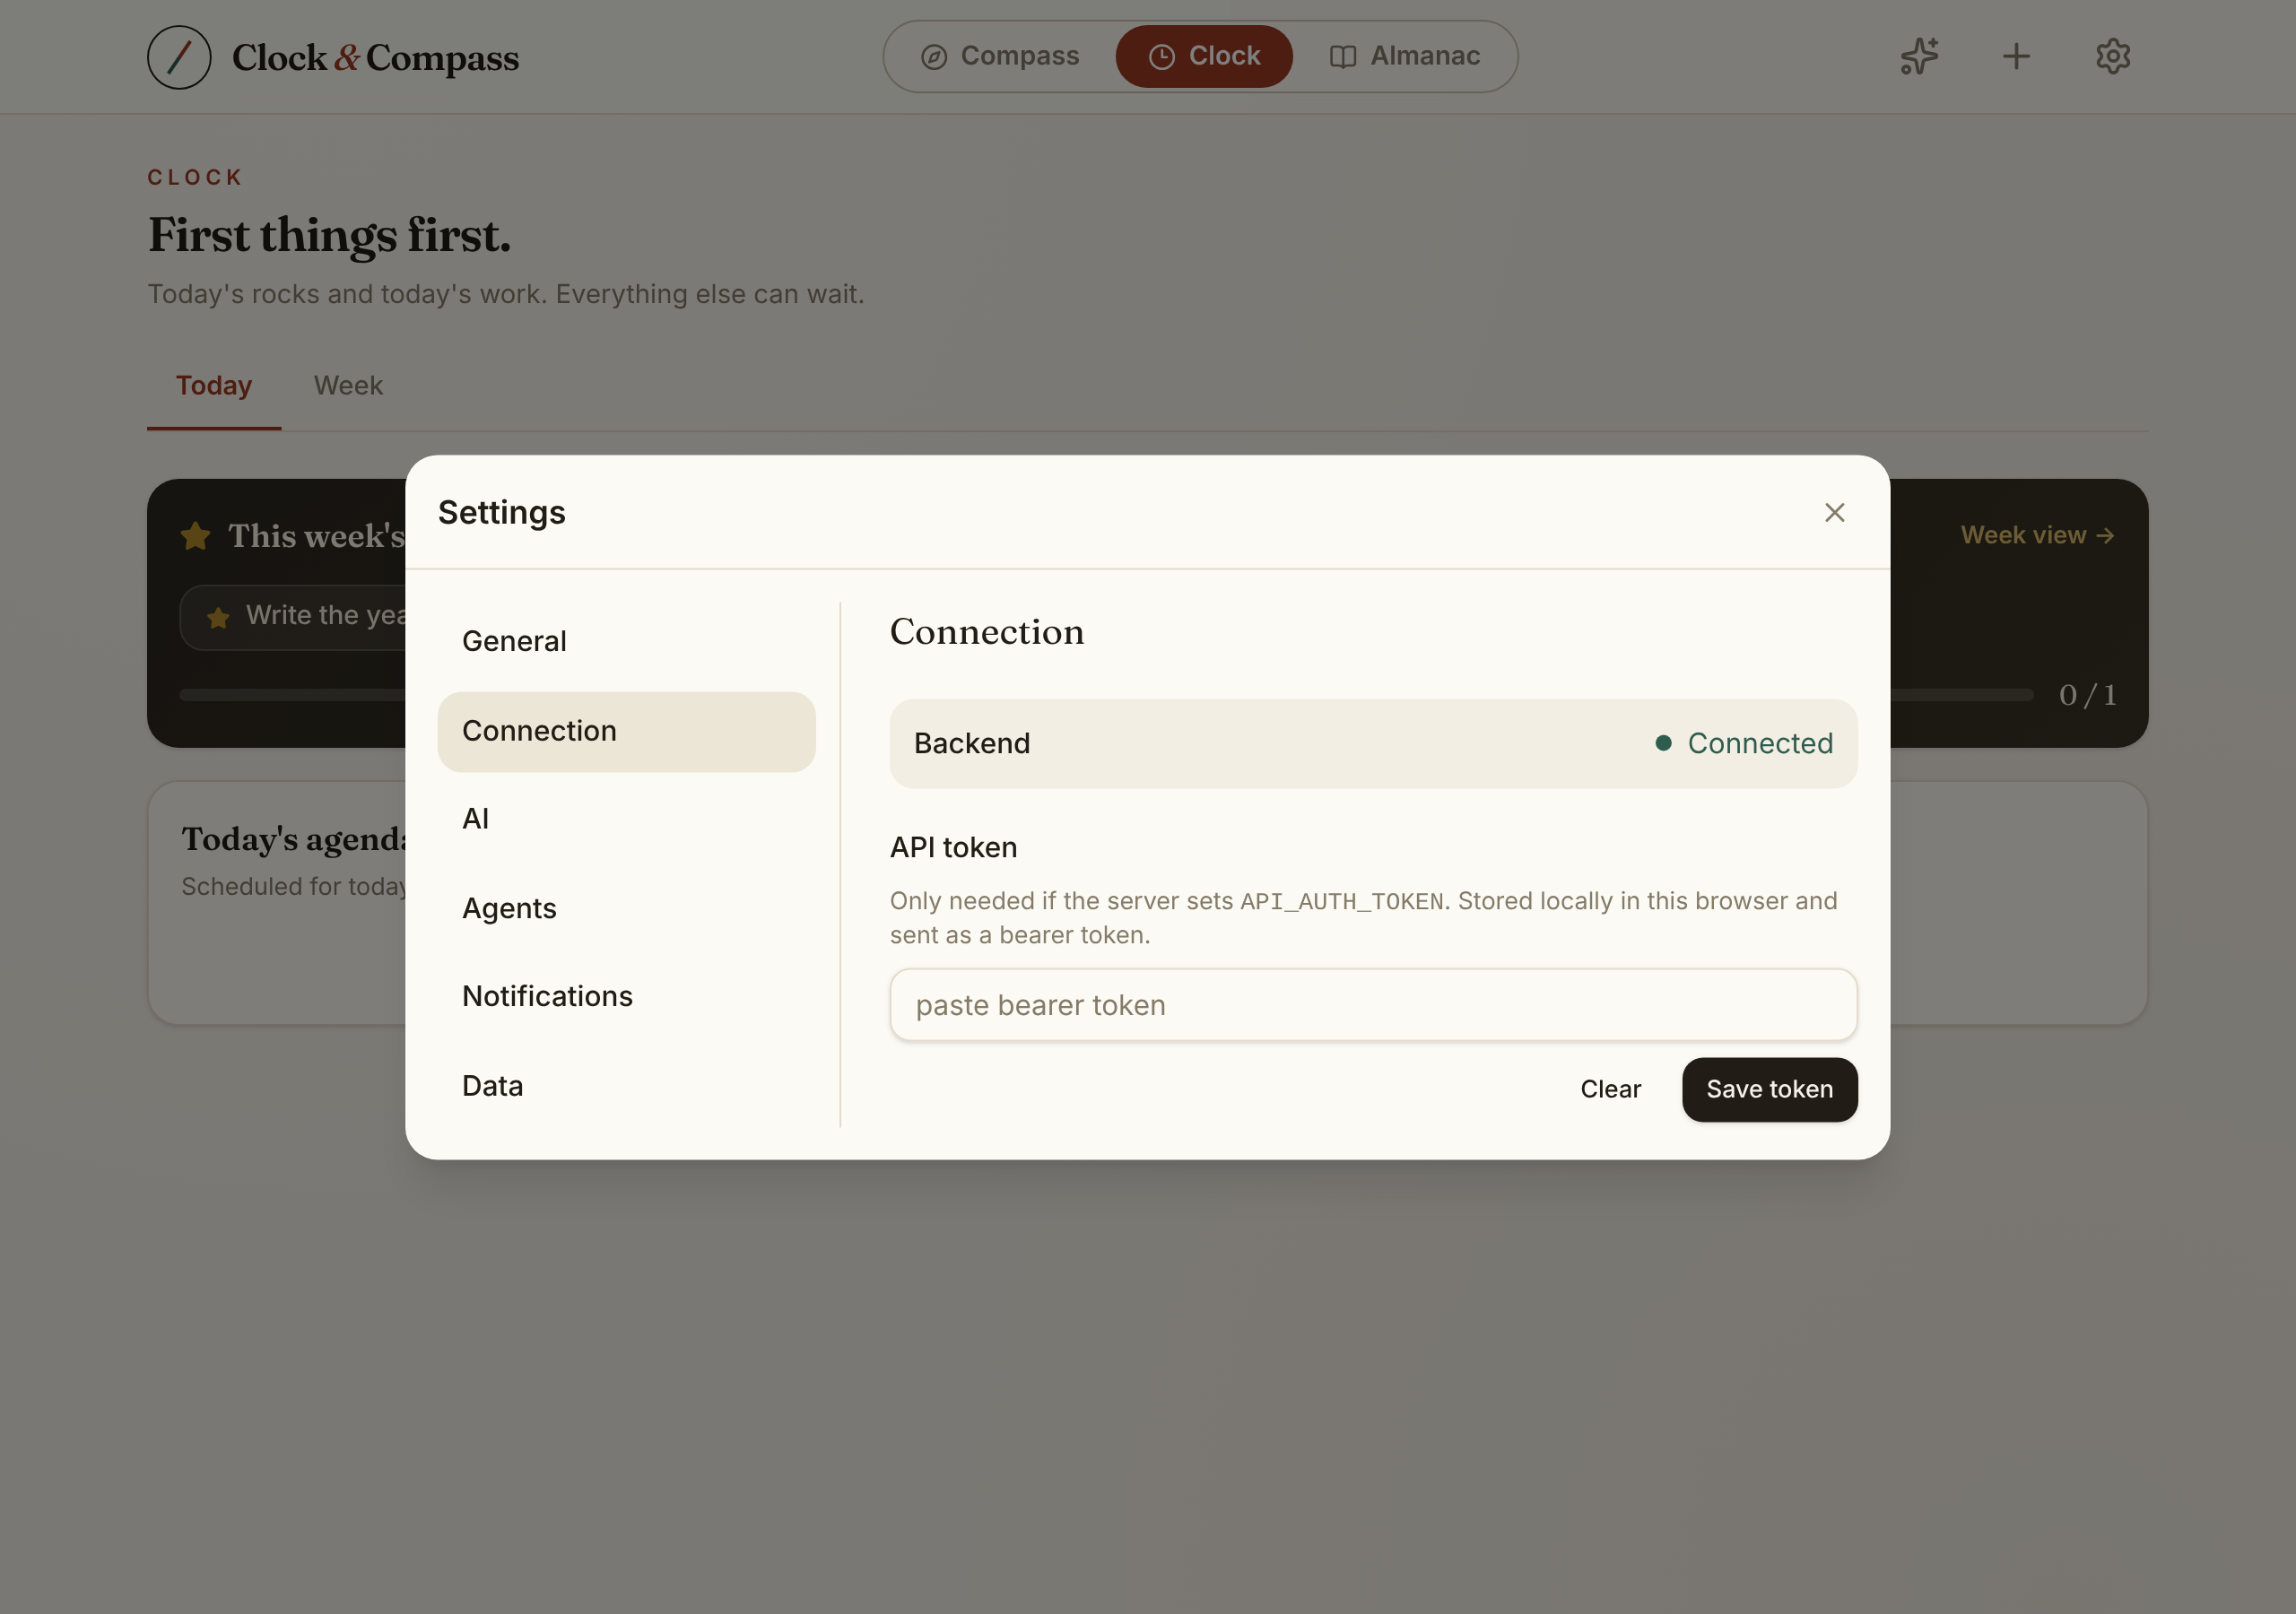 Clock & Compass
Compass
Clock
Almanac
CLOCK
First things first.
Today's rocks and today's work. Everything else can wait.
Today
Week
This week's
Week view →
Write the yea
0 / 1
Today's agenda
Scheduled for today
Settings
General
Connection
AI
Agents
Notifications
Data
Connection
Backend
Connected
API token
Only needed if the server sets API_AUTH_TOKEN. Stored locally in this browser and
sent as a bearer token.
paste bearer token
Clear
Save token